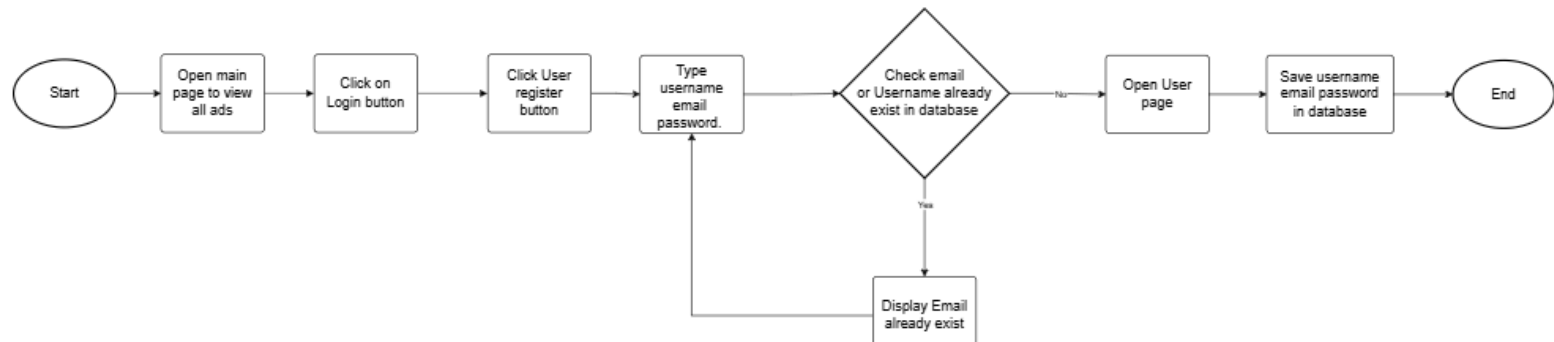 Start
Open main
page to view
all ads
Click on
Login button
Click User
register
button
Type
username
email
password.
Check email
or Username already
exist in database
No
Open User
page
Save username
email password
in database
End
Yes
Display Email
already exist